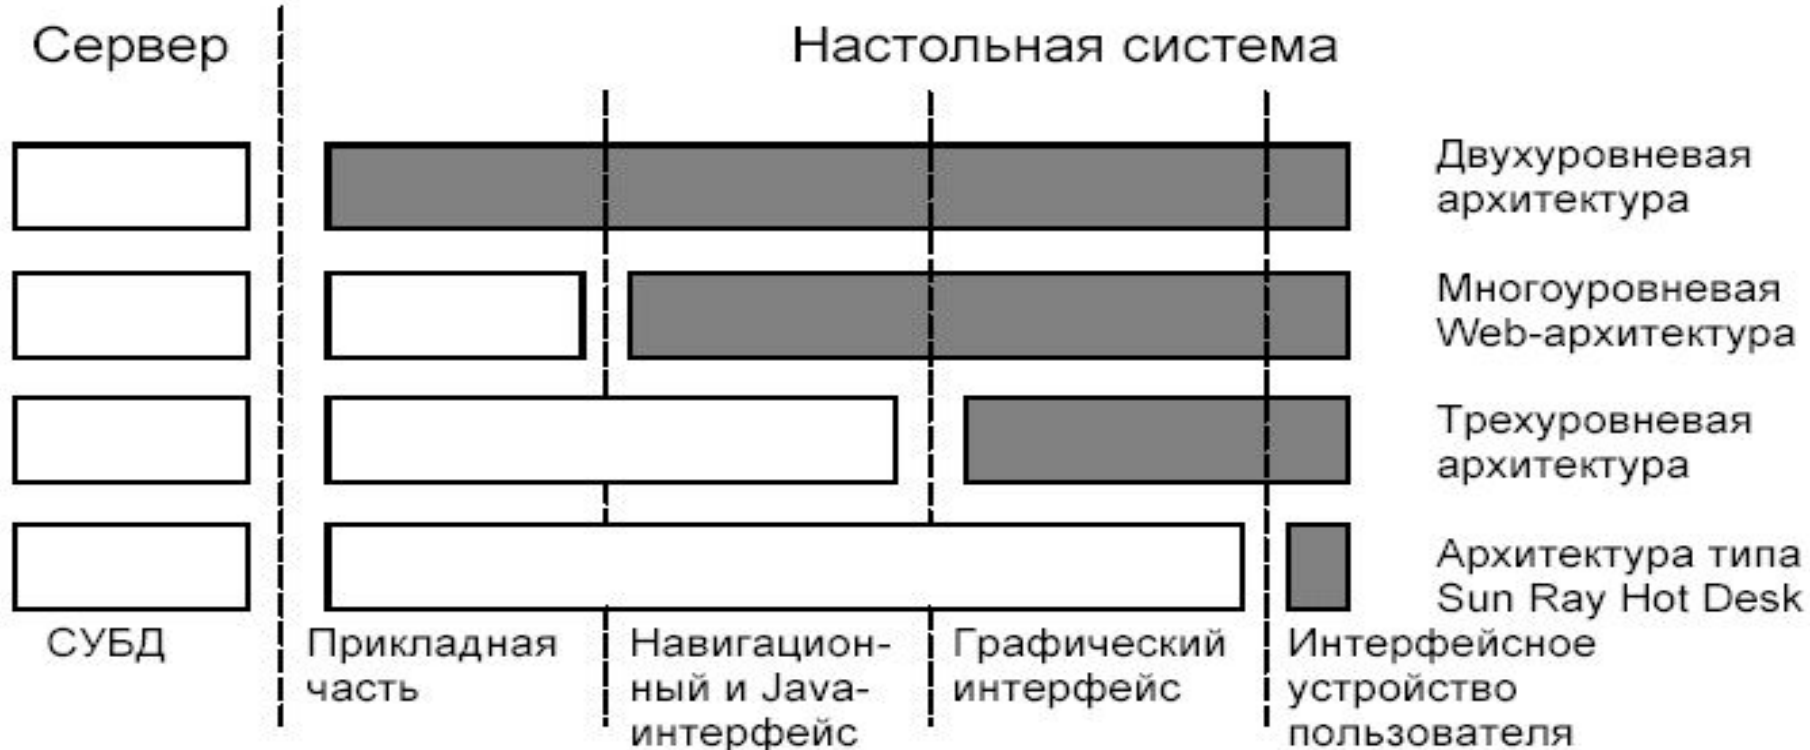 Сервер
Настольная система
Двухуровневая
архитектура
Многоуровневая
Web-архитектура
Трехуровневая
архитектура
Архитектура типа
Sun Ray Hot Desk
СУБД
Прикладная
часть
Навигацион-
ный и Java-
интерфейс
Графический
интерфейс
Интерфейсное
устройство
пользователя